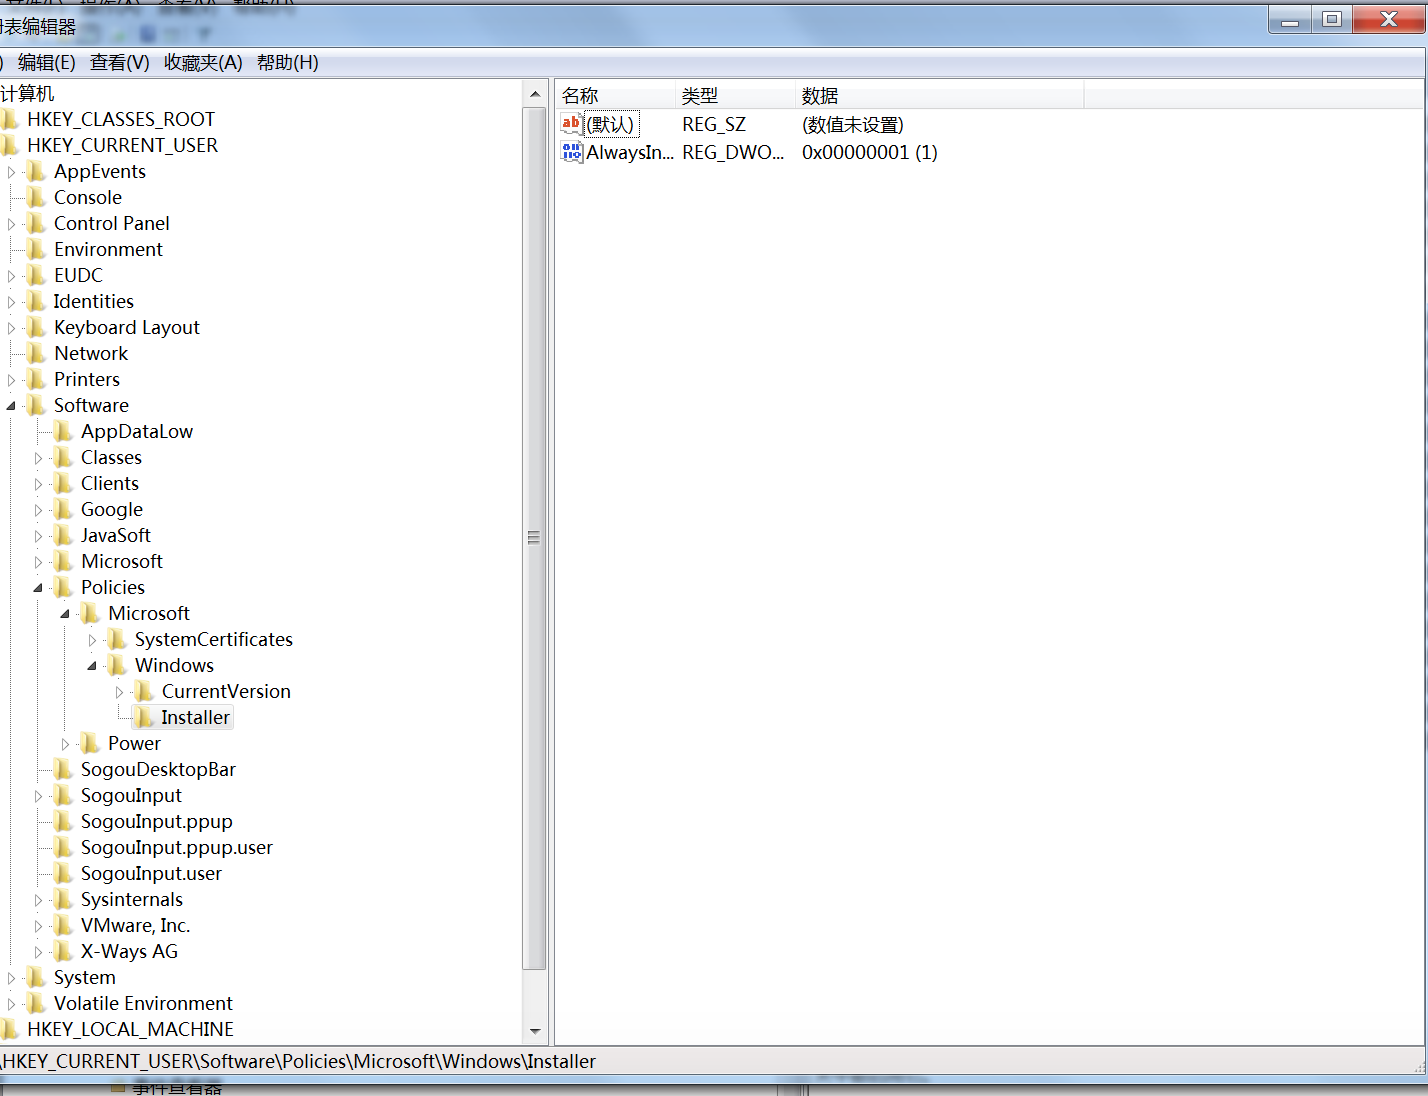 表编辑器
编辑(E) 查看(V) 收藏夹(A) 帮助(H)
计算机
HKEY_CLASSES_ROOT
HKEY_CURRENT_USER
AppEvents
Console
Control Panel
Environment
EUDC
Identities
Keyboard Layout
Network
Printers
Software
AppDataLow
Classes
Clients
Google
JavaSoft
Microsoft
Policies
Microsoft
SystemCertificates
Windows
CurrentVersion
Installer
Power
SogouDesktopBar
SogouInput
SogouInput.ppup
SogouInput.ppup.user
SogouInput.user
Sysinternals
VMware, Inc.
X-Ways AG
System
Volatile Environment
HKEY_LOCAL_MACHINE
名称 类型 数据
(默认) REG_SZ (数值未设置)
AlwaysIn... REG_DWO... 0x00000001 (1)
\HKEY_CURRENT_USER\Software\Policies\Microsoft\Windows\Installer
事件查看器